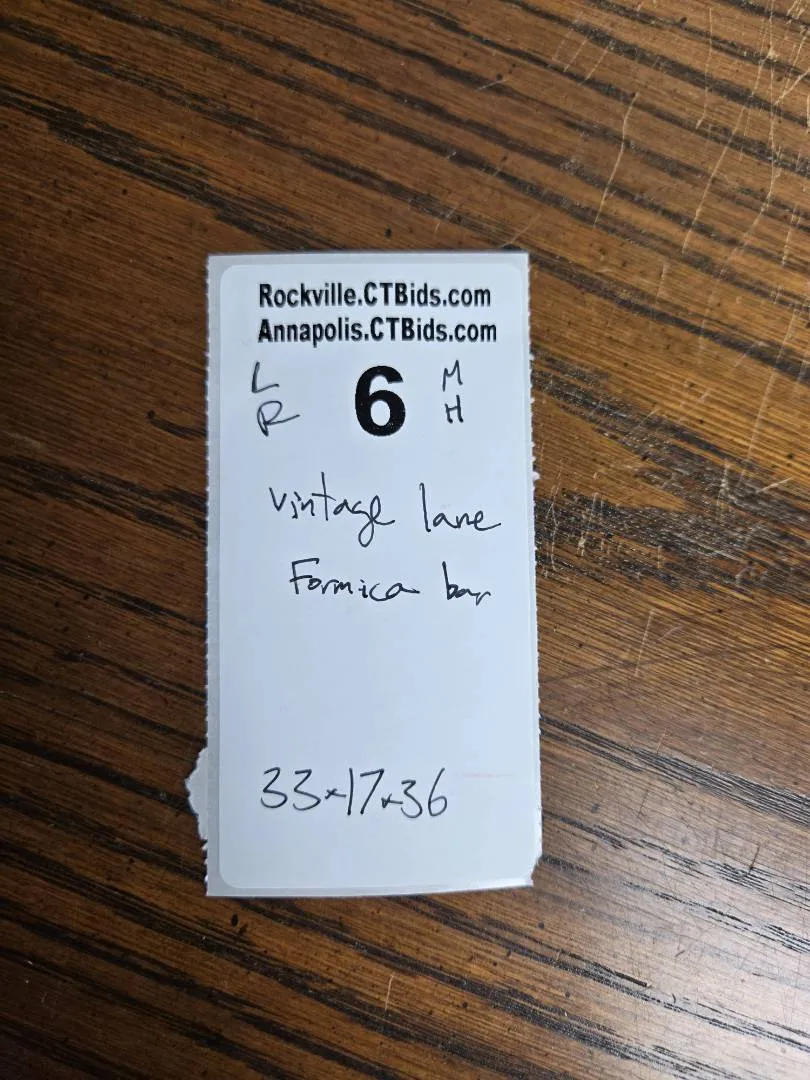 Rockville.CTBids.com
Annapolis.CTBids.com
L 6 M
R H
vintage lane
Formica bar
33x17x36